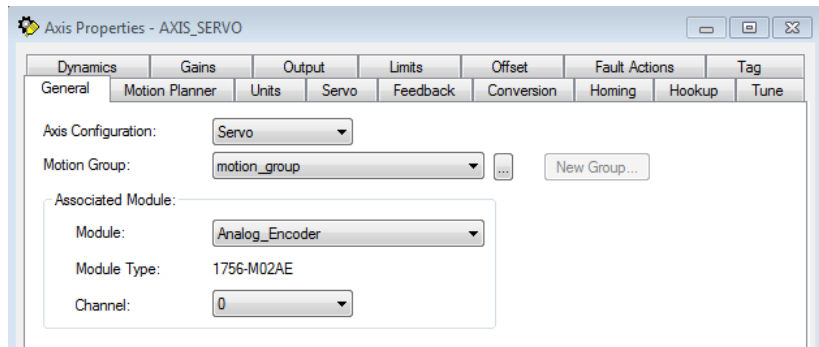 Axis Properties - AXIS_SERVO
Dynamics Gains Output Limits Offset Fault Actions Tag
General Motion Planner Units Servo Feedback Conversion Homing Hookup Tune
Axis Configuration: Servo
Motion Group: motion_group ... New Group...
Associated Module:
Module: Analog_Encoder
Module Type: 1756-M02AE
Channel: 0